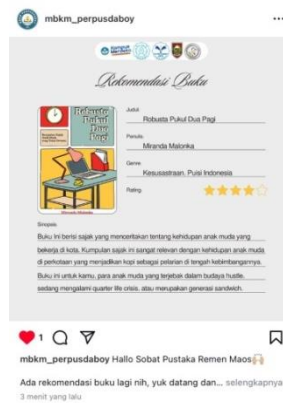 mbkm_perpusdaboy
Rekomendasi Buku
Judul
Robusta Pukul Dua Pagi
Penulis
Miranda Malonka
Genre
Kesusastraan, Puisi Indonesia
Rating
Robusta
Pukul
Dua
Pagi
Miranda Malonka
Sinopsis
Buku ini berisi sajak yang menceritakan tentang kehidupan anak muda yang
bekerja di kota. Kumpulan sajak ini sangat relevan dengan kehidupan anak muda
di perkotaan yang menjadikan kopi sebagai pelarian di tengah kebimbangannya.
Buku ini untuk kamu, para anak muda yang terjebak dalam budaya hustle,
sedang mengalami quarter life crisis, atau merupakan generasi sandwich.
1
mbkm_perpusdaboy Hallo Sobat Pustaka Remen Maos🙌🏻
Ada rekomendasi buku lagi nih, yuk datang dan... selengkapnya
3 menit yang lalu